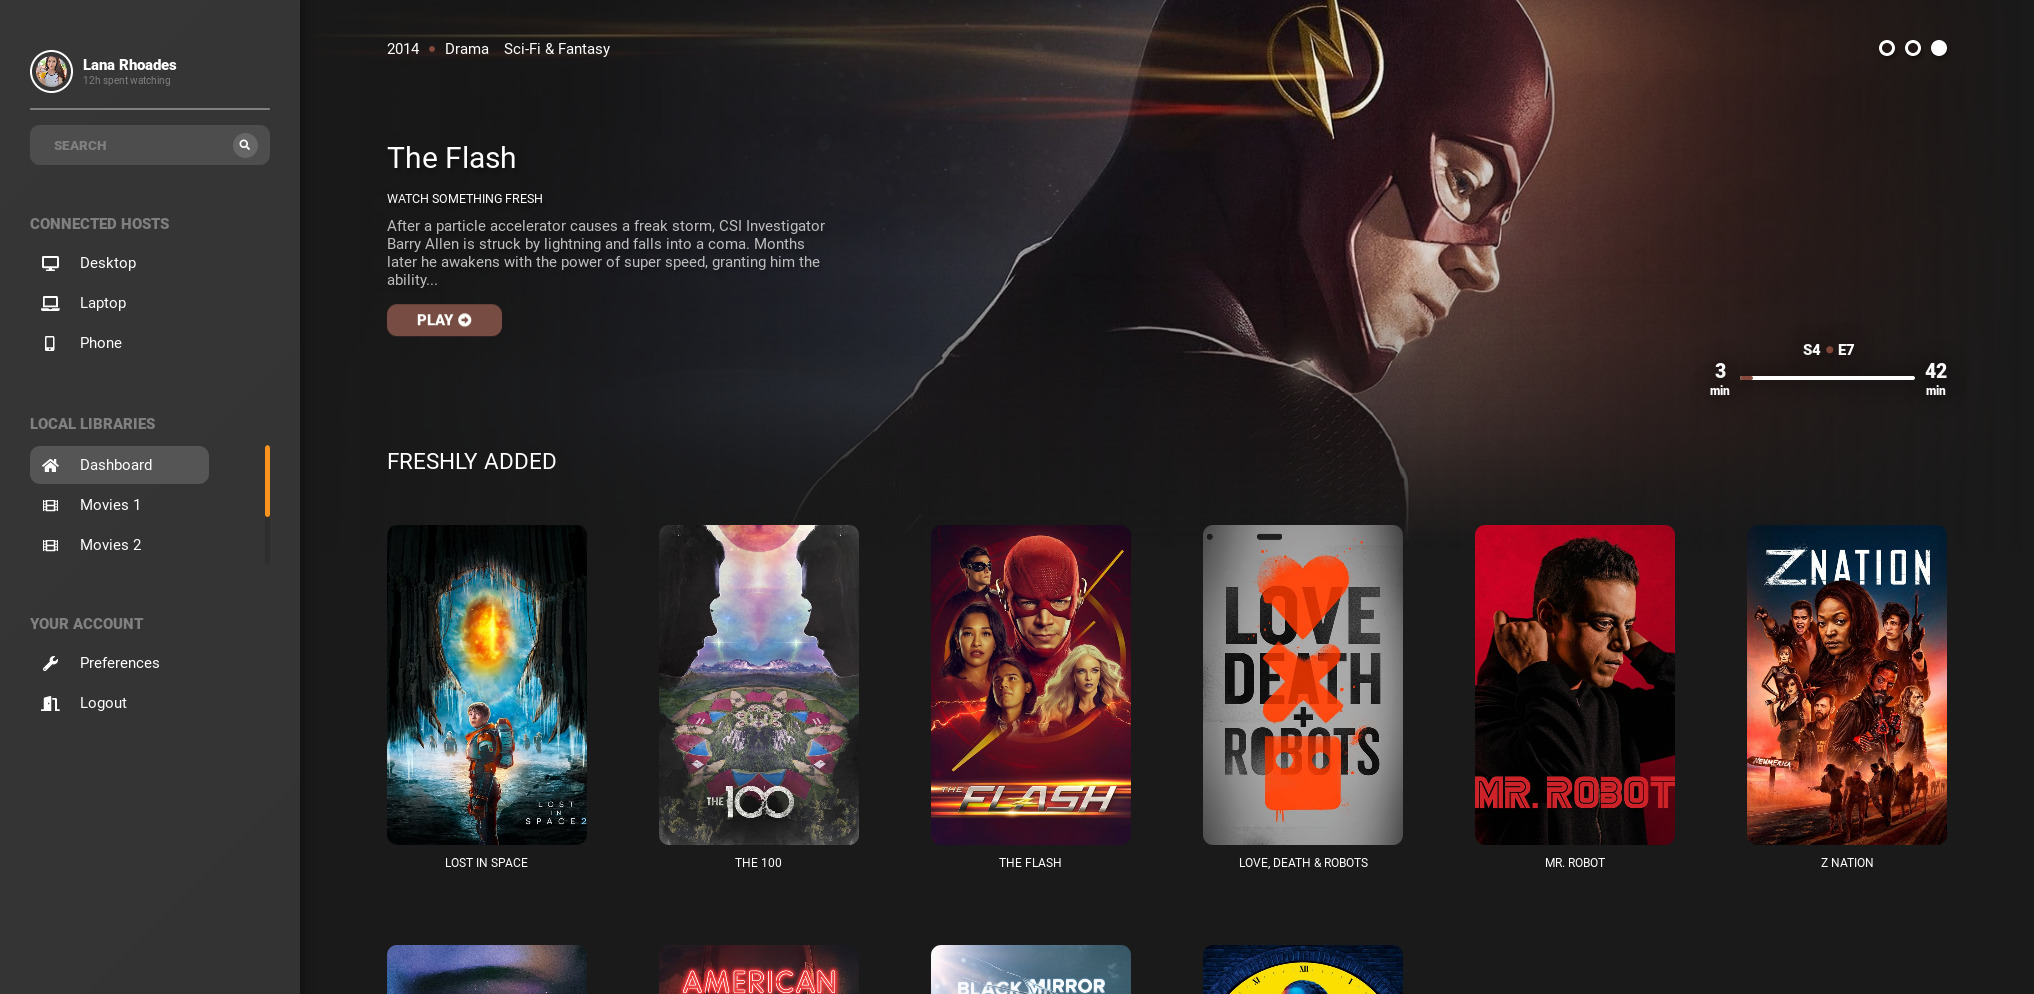 Lana Rhoades
12h spent watching
SEARCH
CONNECTED HOSTS
Desktop
Laptop
Phone
LOCAL LIBRARIES
Dashboard
Movies 1
Movies 2
YOUR ACCOUNT
Preferences
Logout
2014 • Drama Sci-Fi & Fantasy
The Flash
WATCH SOMETHING FRESH
After a particle accelerator causes a freak storm, CSI Investigator
Barry Allen is struck by lightning and falls into a coma. Months
later he awakens with the power of super speed, granting him the
ability...
PLAY
S4 • E7
3
min
42
min
FRESHLY ADDED
LOST
IN
SPACE 2
LOST IN SPACE
THE 100
THE 100
THE FLASH
THE FLASH
LOVE
DEATH
+
ROBOTS
LOVE, DEATH & ROBOTS
MR. ROBOT
MR. ROBOT
Z NATION
NEWMERICA
Z NATION
AMERICAN
BLACK MIRROR
XI XII I